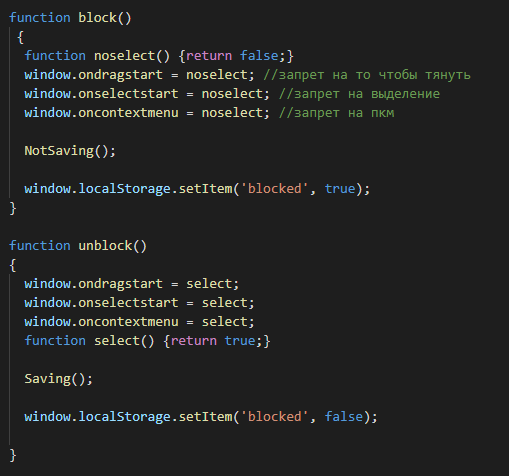 function block()
{
function noselect() {return false;}
window.ondragstart = noselect; //запрет на то чтобы тянуть
window.onselectstart = noselect; //запрет на выделение
window.oncontextmenu = noselect; //запрет на пкм
NotSaving();
window.localStorage.setItem('blocked', true);
}
function unblock()
{
window.ondragstart = select;
window.onselectstart = select;
window.oncontextmenu = select;
function select() {return true;}
Saving();
window.localStorage.setItem('blocked', false);
}